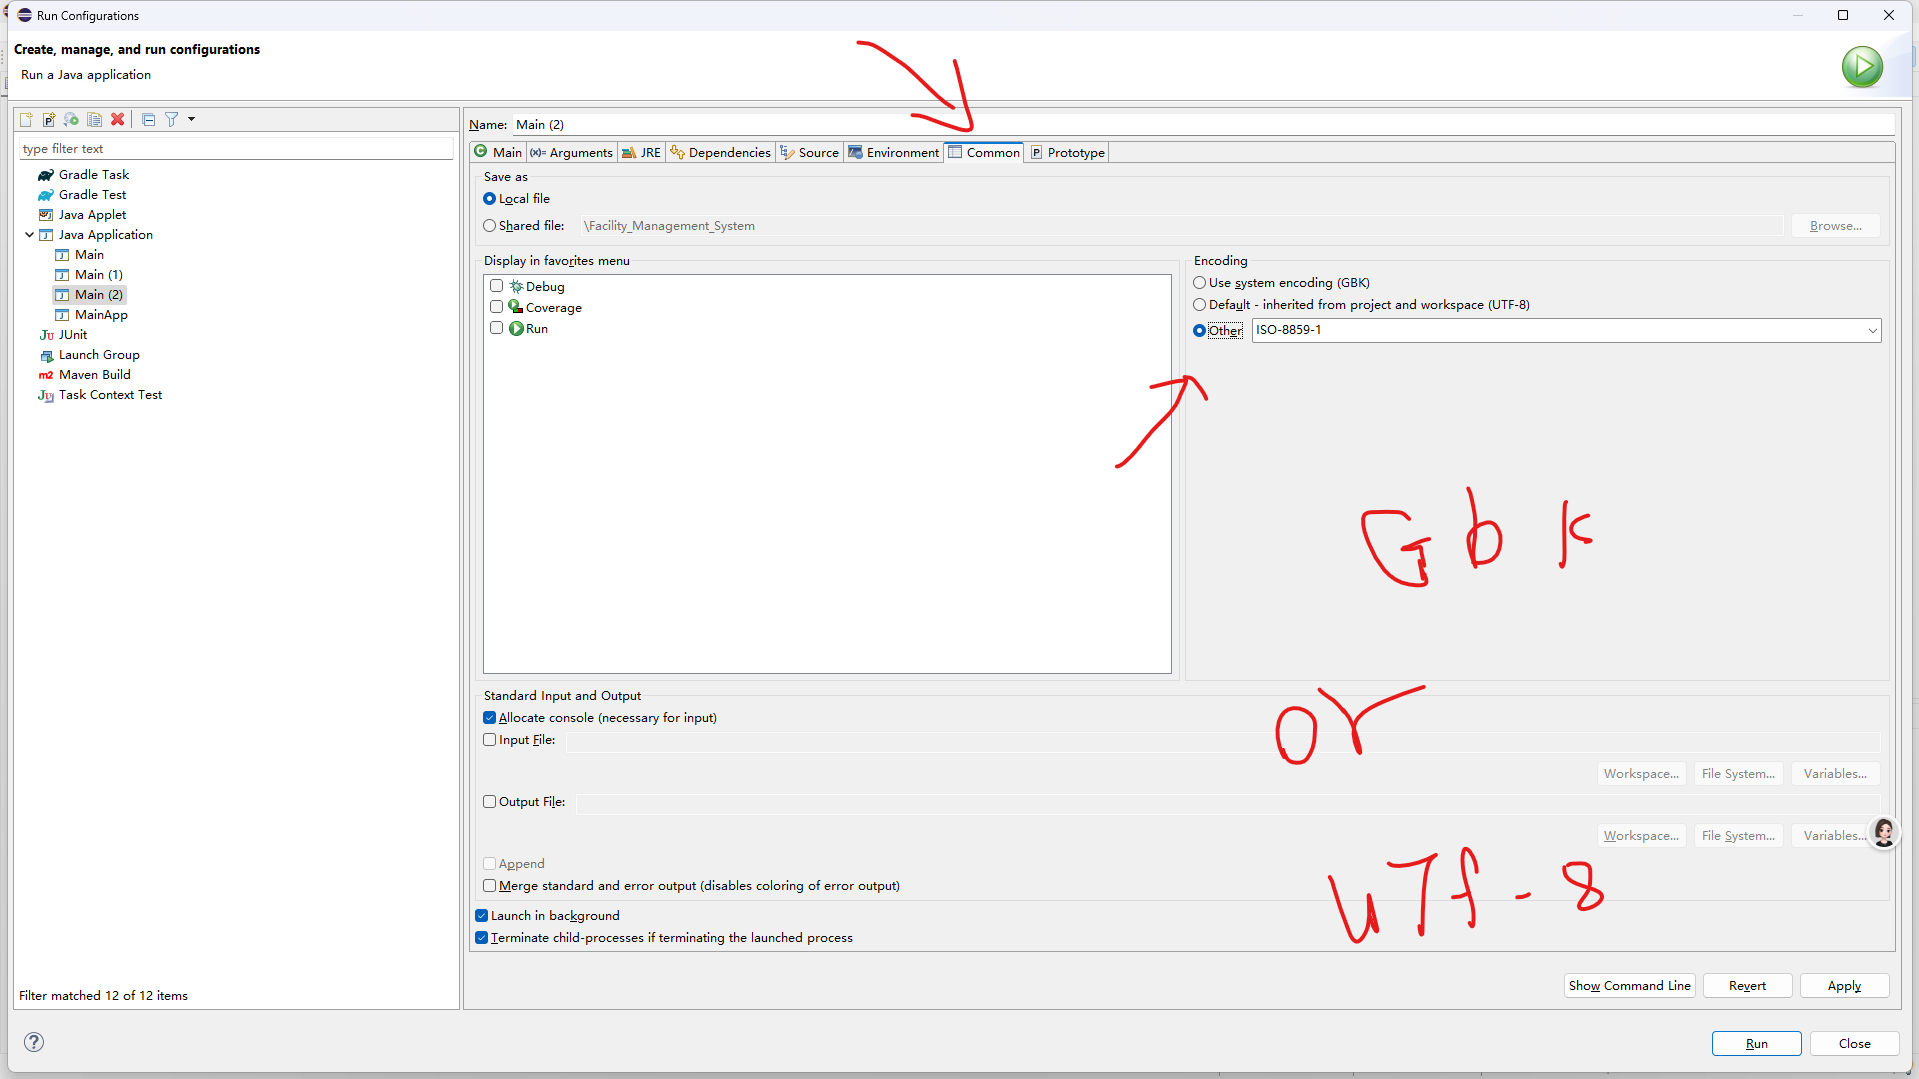 Run Configurations
Create, manage, and run configurations
Run a Java application
type filter text
Gradle Task
Gradle Test
Java Applet
Java Application
Main
Main (1)
Main (2)
MainApp
JUnit
Launch Group
Maven Build
Task Context Test
Filter matched 12 of 12 items
Name: Main (2)
Main (x)= Arguments JRE Dependencies Source Environment Common Prototype
Save as
Local file
Shared file: \Facility_Management_System Browse...
Display in favorites menu
Debug
Coverage
Run
Encoding
Use system encoding (GBK)
Default - inherited from project and workspace (UTF-8)
Other ISO-8859-1
Gbk
or
uTf-8
Standard Input and Output
Allocate console (necessary for input)
Input File:
Workspace... File System... Variables...
Output File:
Workspace... File System... Variables...
Append
Merge standard and error output (disables coloring of error output)
Launch in background
Terminate child-processes if terminating the launched process
Show Command Line Revert Apply
Run Close